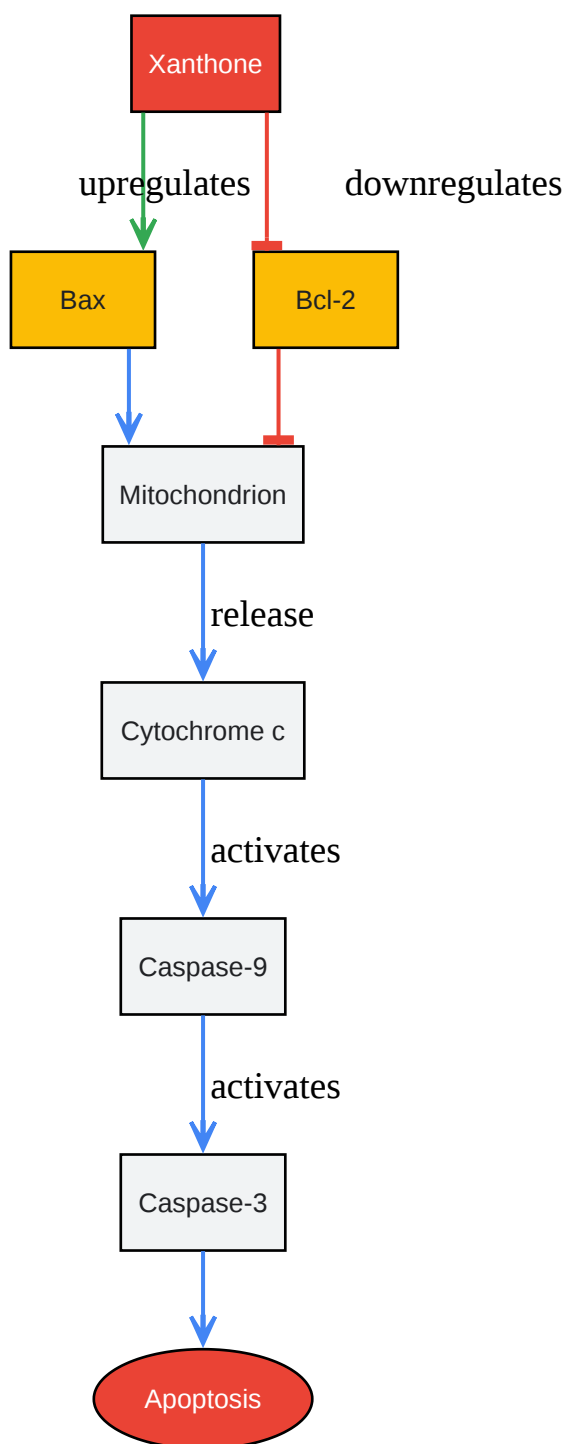 Xanthone
upregulates
downregulates
Bax
Bcl-2
Mitochondrion
release
Cytochrome c
activates
Caspase-9
activates
Caspase-3
Apoptosis